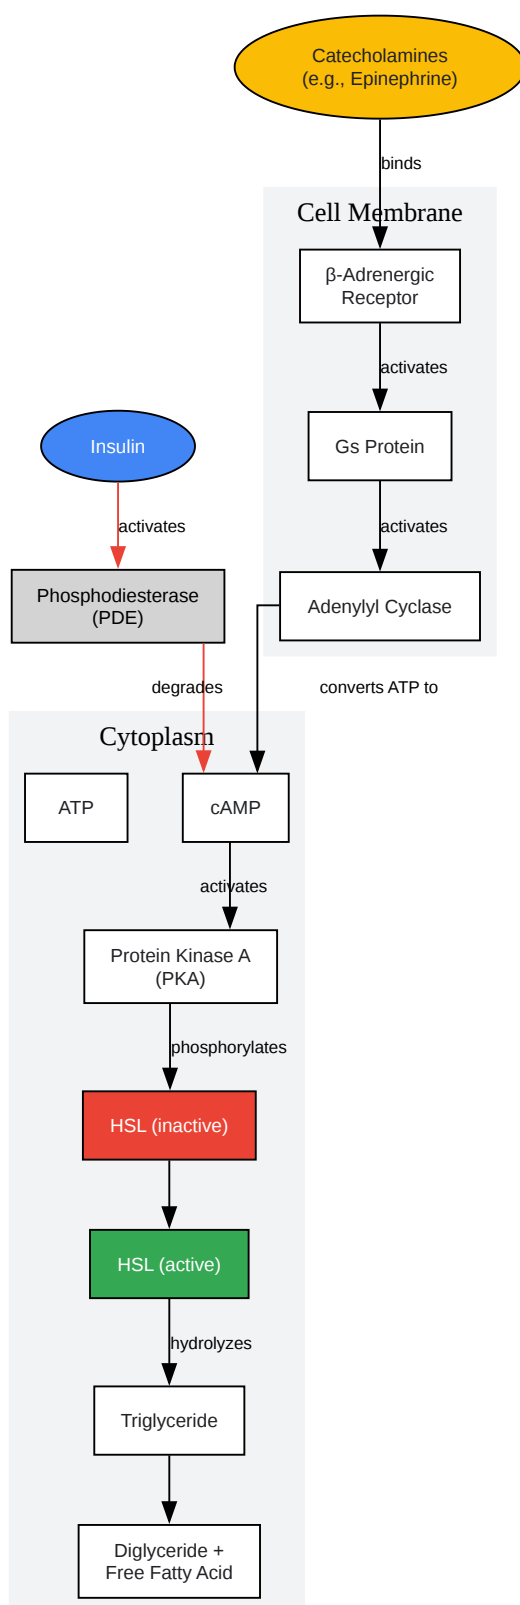 Catecholamines
(e.g., Epinephrine)
binds
Cell Membrane
β-Adrenergic
Receptor
activates
Insulin
Gs Protein
activates
activates
Phosphodiesterase
(PDE)
Adenylyl Cyclase
degrades
converts ATP to
Cytoplasm
ATP
cAMP
activates
Protein Kinase A
(PKA)
phosphorylates
HSL (inactive)
HSL (active)
hydrolyzes
Triglyceride
Diglyceride +
Free Fatty Acid